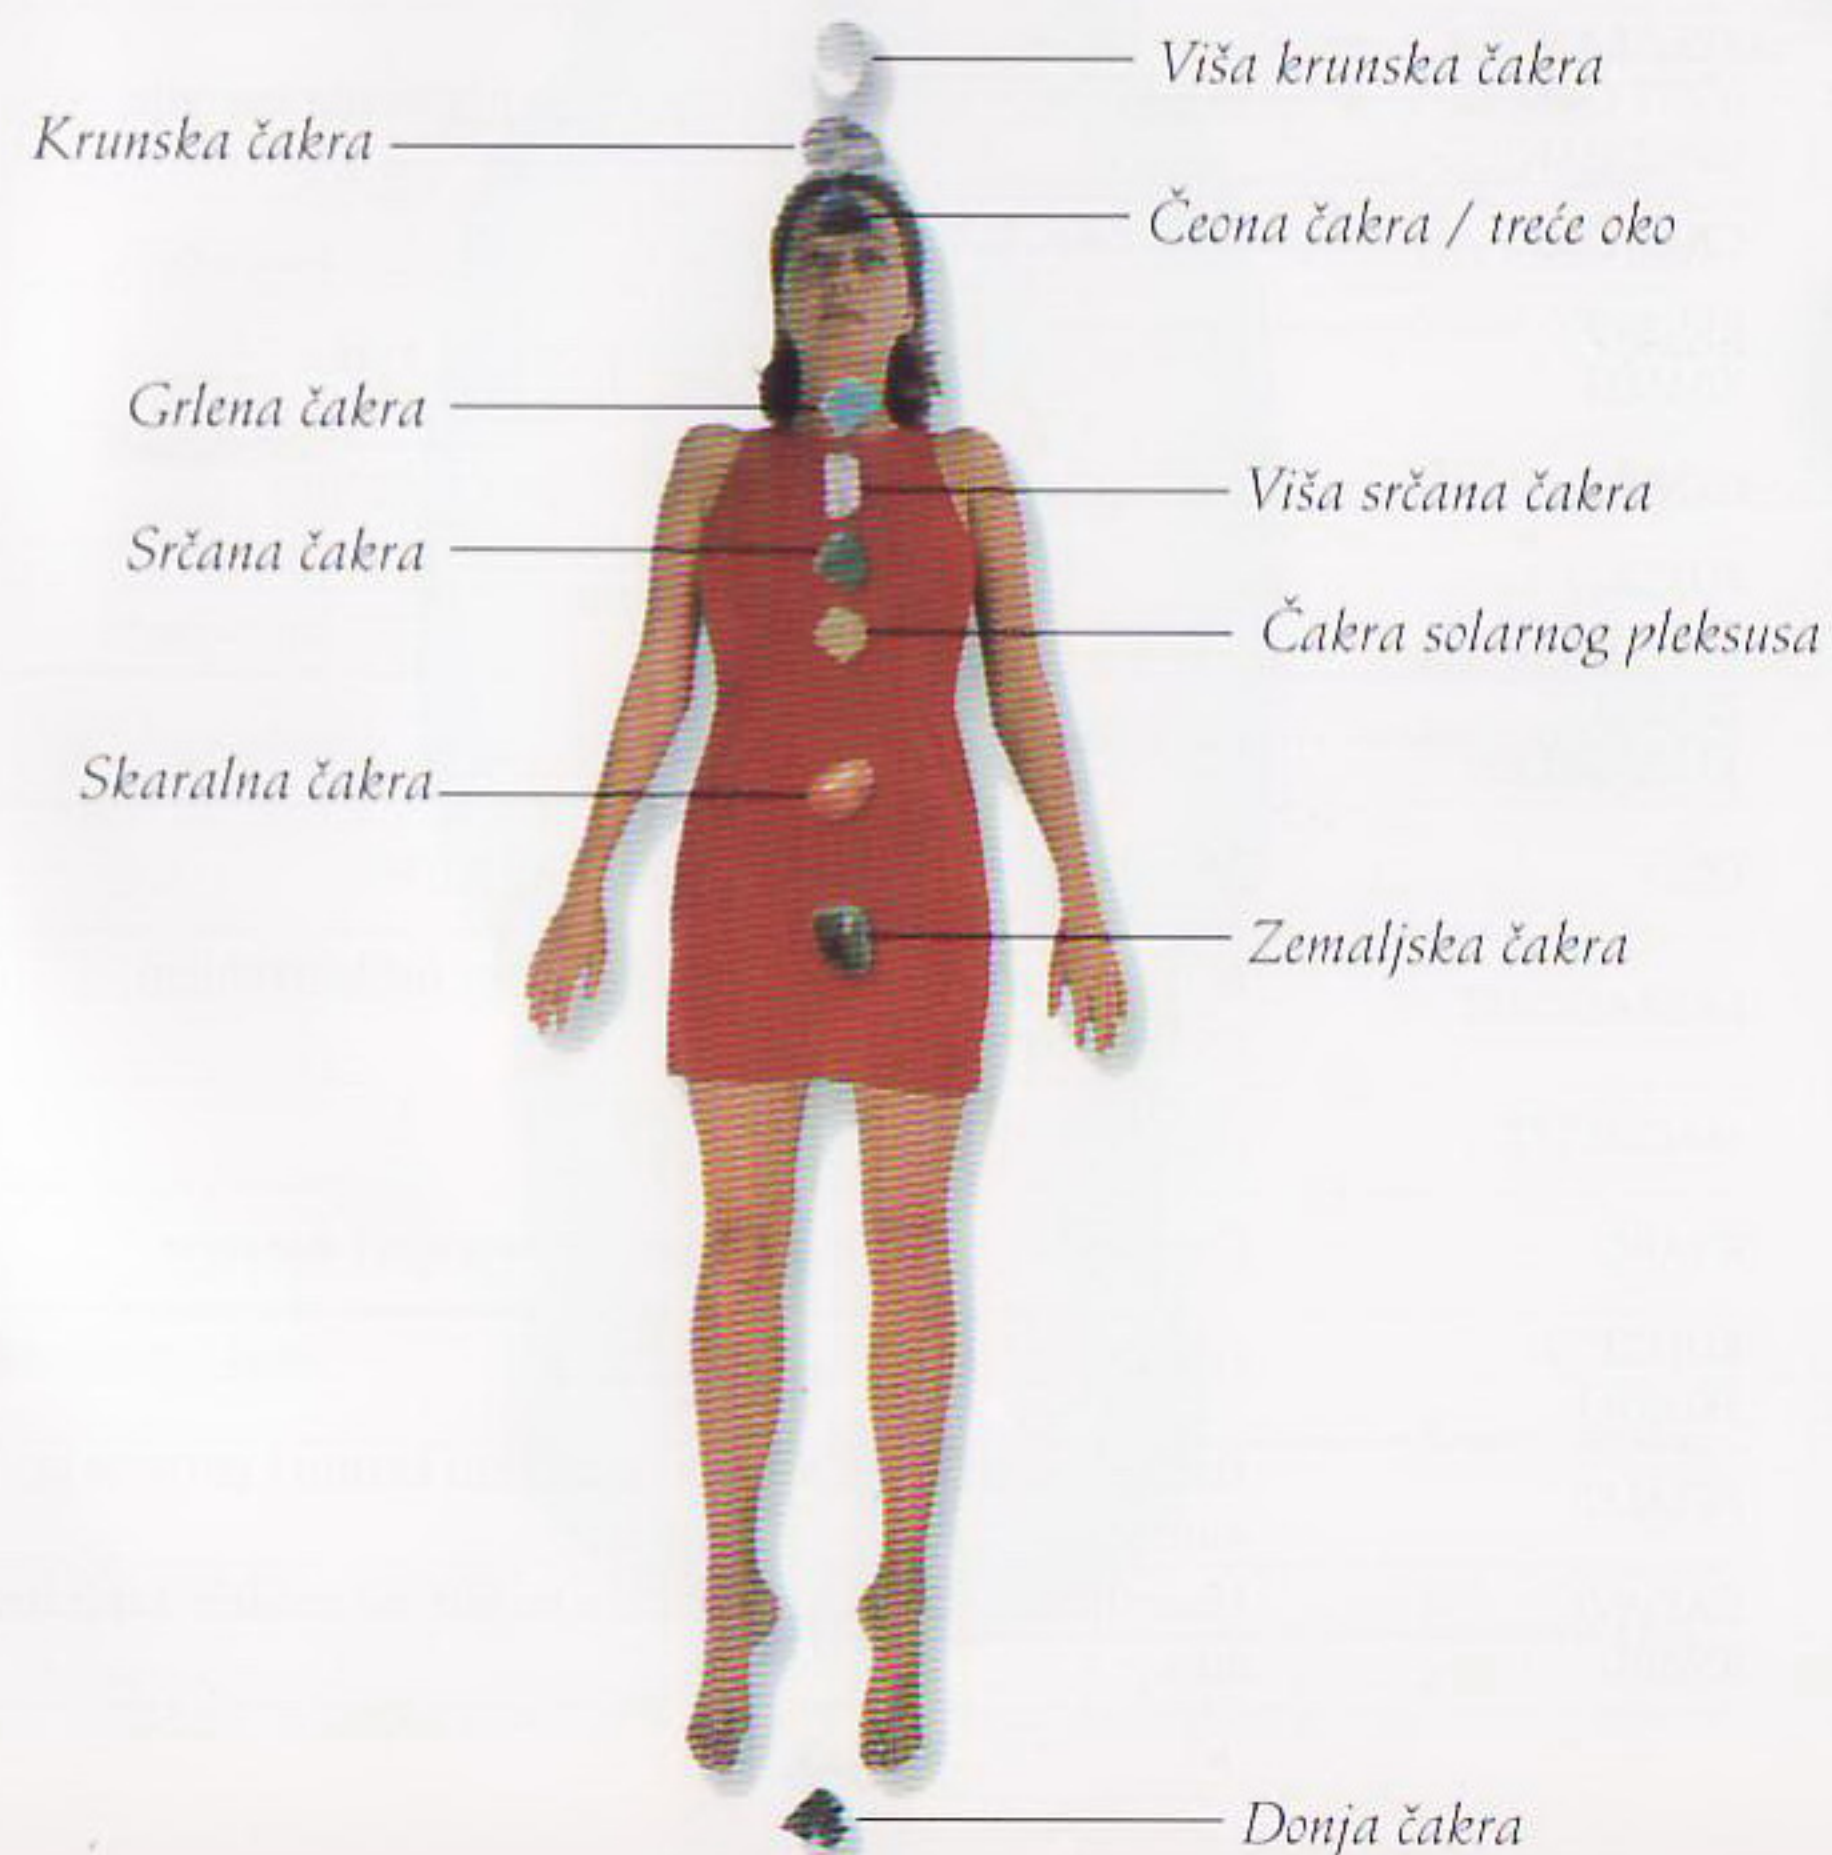 Viša krunska čakra
Krunska čakra
Čeona čakra / treće oko
Grlena čakra
Viša srčana čakra
Srčana čakra
Čakra solarnog pleksusa
Skaralna čakra
Zemaljska čakra
Donja čakra